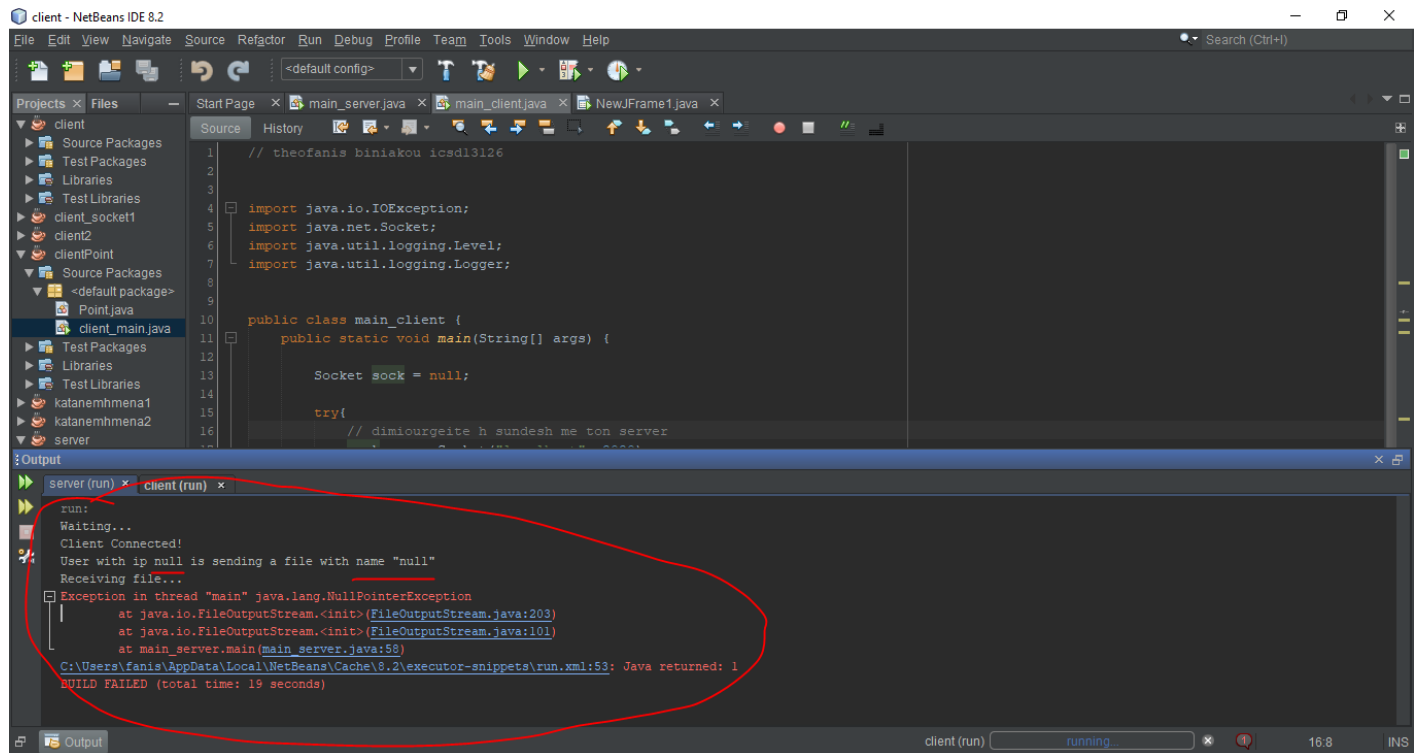 client - NetBeans IDE 8.2
File Edit View Navigate Source Refactor Run Debug Profile Team Tools Window Help
Search (Ctrl+I)
<default config>
Projects Files
Start Page main_server.java main_client.java NewJFrame1.java
Source History
client
Source Packages
Test Packages
Libraries
Test Libraries
client_socket1
client2
clientPoint
Source Packages
<default package>
Point.java
client_main.java
Test Packages
Libraries
Test Libraries
katanemhmena1
katanemhmena2
server
1 // theofanis biniakou icsd13126
2
3
4 import java.io.IOException;
5 import java.net.Socket;
6 import java.util.logging.Level;
7 import java.util.logging.Logger;
8
9
10 public class main_client {
11 public static void main(String[] args) {
12
13 Socket sock = null;
14
15 try{
16 // dimiourgeite h sundesh me ton server
Output
server (run) client (run)
run:
Waiting...
Client Connected!
User with ip null is sending a file with name "null"
Receiving file...
Exception in thread "main" java.lang.NullPointerException
at java.io.FileOutputStream.<init>(FileOutputStream.java:203)
at java.io.FileOutputStream.<init>(FileOutputStream.java:101)
at main_server.main(main_server.java:58)
C:\Users\fanis\AppData\Local\NetBeans\Cache\8.2\executor-snippets\run.xml:53: Java returned: 1
BUILD FAILED (total time: 19 seconds)
Output
client (run) running... 1 16:8 INS